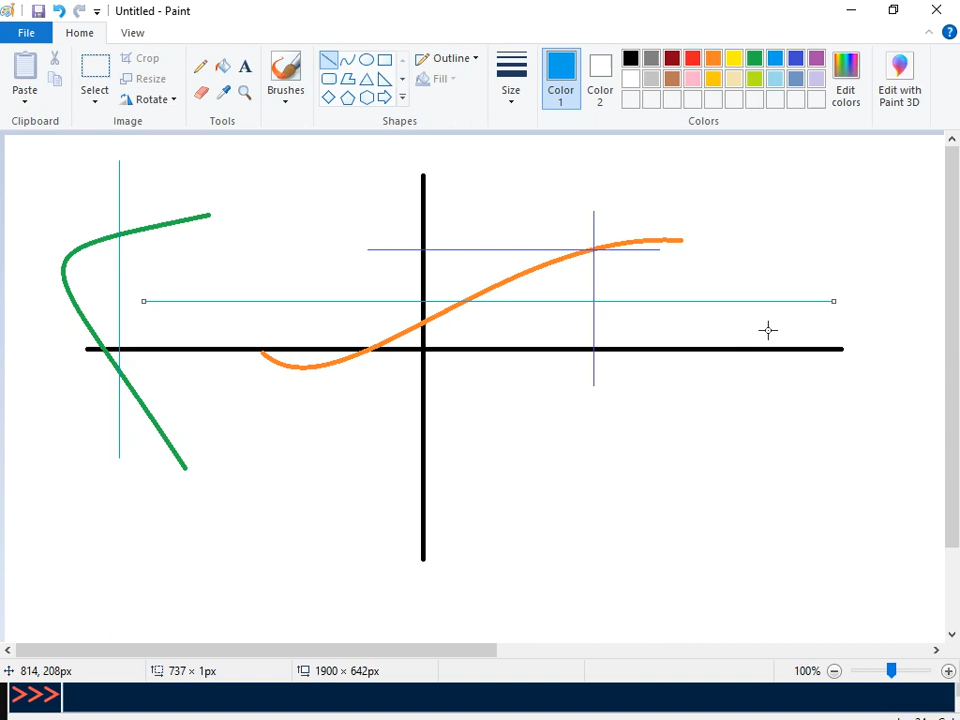 Untitled - Paint
File
Home
View
Paste
Clipboard
Select
Crop
Resize
Rotate
Image
A
Tools
Brushes
Outline
Fill
Shapes
Size
Color
1
Color
2
Edit
colors
Colors
Edit with
Paint 3D
814, 208px
737 × 1px
1900 × 642px
100%
>>>